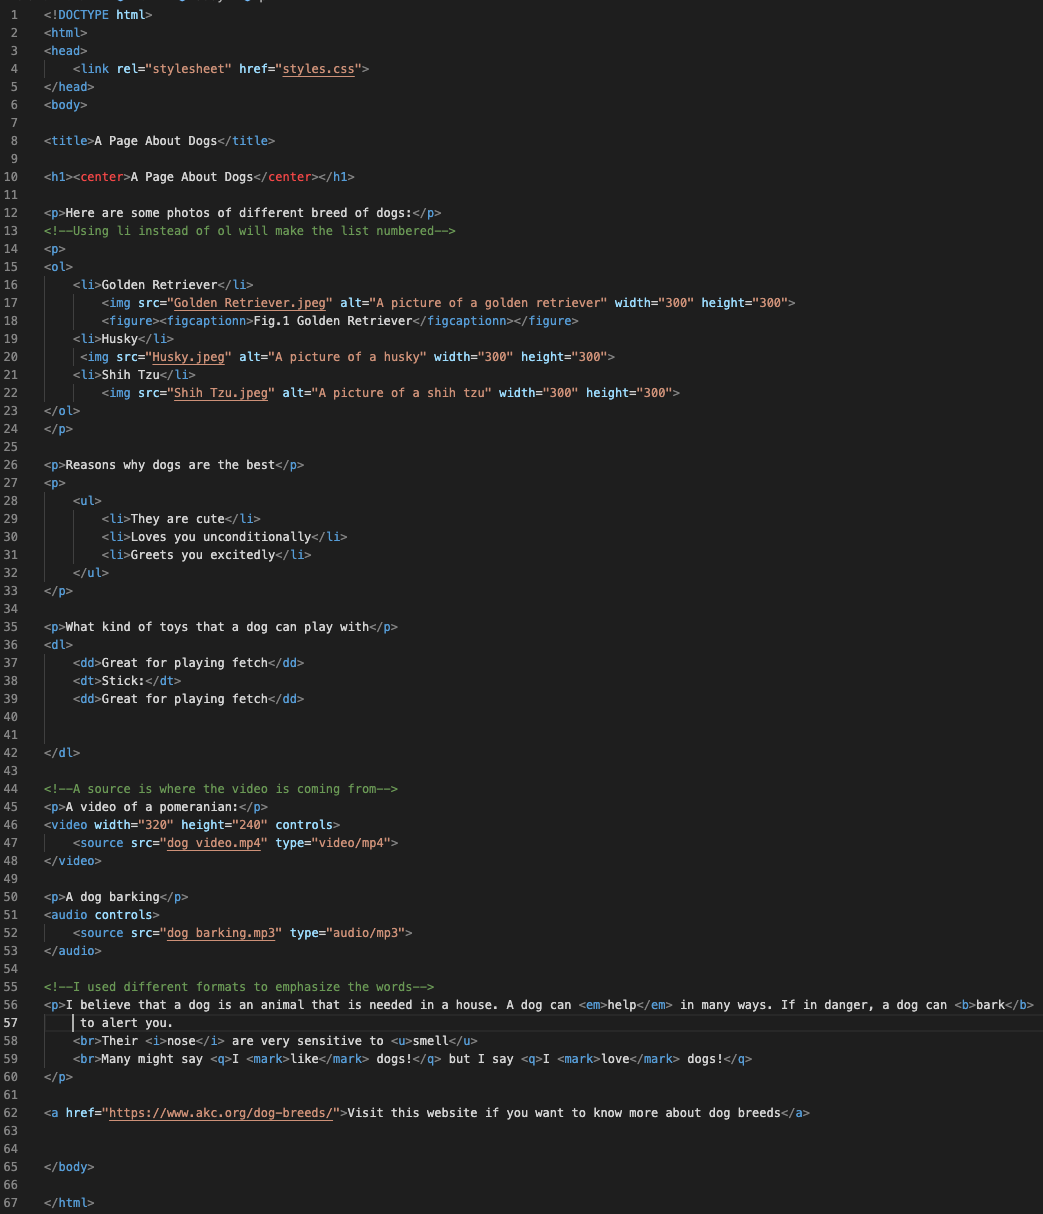 1 <!DOCTYPE html>
2 <html>
3 <head>
4 <link rel="stylesheet" href="styles.css">
5 </head>
6 <body>
7
8 <title>A Page About Dogs</title>
9
10 <h1><center>A Page About Dogs</center></h1>
11
12 <p>Here are some photos of different breed of dogs:</p>
13 <!--Using li instead of ol will make the list numbered-->
14 <p>
15 <ol>
16 <li>Golden Retriever</li>
17 <img src="Golden Retriever.jpeg" alt="A picture of a golden retriever" width="300" height="300">
18 <figure><figcaptionn>Fig.1 Golden Retriever</figcaptionn></figure>
19 <li>Husky</li>
20 <img src="Husky.jpeg" alt="A picture of a husky" width="300" height="300">
21 <li>Shih Tzu</li>
22 <img src="Shih Tzu.jpeg" alt="A picture of a shih tzu" width="300" height="300">
23 </ol>
24 </p>
25
26 <p>Reasons why dogs are the best</p>
27 <p>
28 <ul>
29 <li>They are cute</li>
30 <li>Loves you unconditionally</li>
31 <li>Greets you excitedly</li>
32 </ul>
33 </p>
34
35 <p>What kind of toys that a dog can play with</p>
36 <dl>
37 <dd>Great for playing fetch</dd>
38 <dt>Stick:</dt>
39 <dd>Great for playing fetch</dd>
40
41
42 </dl>
43
44 <!--A source is where the video is coming from-->
45 <p>A video of a pomeranian:</p>
46 <video width="320" height="240" controls>
47 <source src="dog video.mp4" type="video/mp4">
48 </video>
49
50 <p>A dog barking</p>
51 <audio controls>
52 <source src="dog barking.mp3" type="audio/mp3">
53 </audio>
54
55 <!--I used different formats to emphasize the words-->
56 <p>I believe that a dog is an animal that is needed in a house. A dog can <em>help</em> in many ways. If in danger, a dog can <b>bark</b>
57 to alert you.
58 <br>Their <i>nose</i> are very sensitive to <u>smell</u>
59 <br>Many might say <q>I <mark>like</mark> dogs!</q> but I say <q>I <mark>love</mark> dogs!</q>
60 </p>
61
62 <a href="https://www.akc.org/dog-breeds/">Visit this website if you want to know more about dog breeds</a>
63
64
65 </body>
66
67 </html>